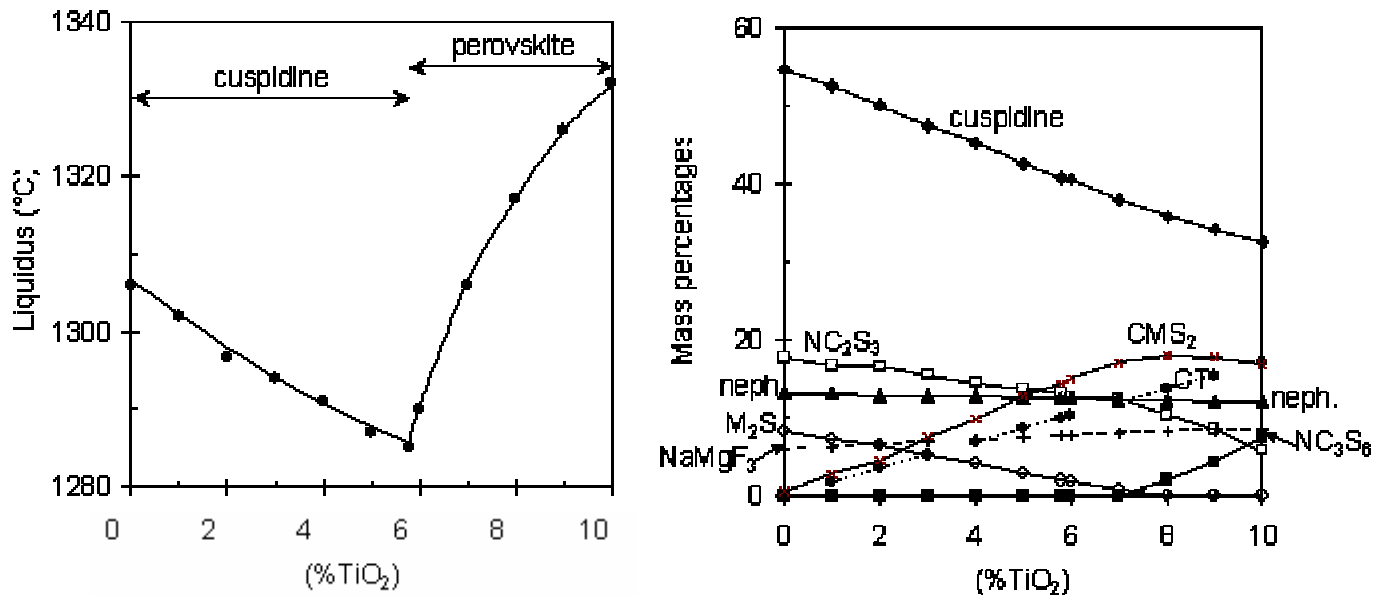 1340
1320
1300
1280
Liquidus (°C;
perovskite
cuspidine
0 2 4 6 8 10
(%TiO₂)
60
40
20
0
Mass percentages
cuspidine
NC₂S₃
CMS₂
CT
neph.
neph.
M₂S
NaMgF₃
NC₃S₆
0 2 4 6 8 10
(%TiO₂)